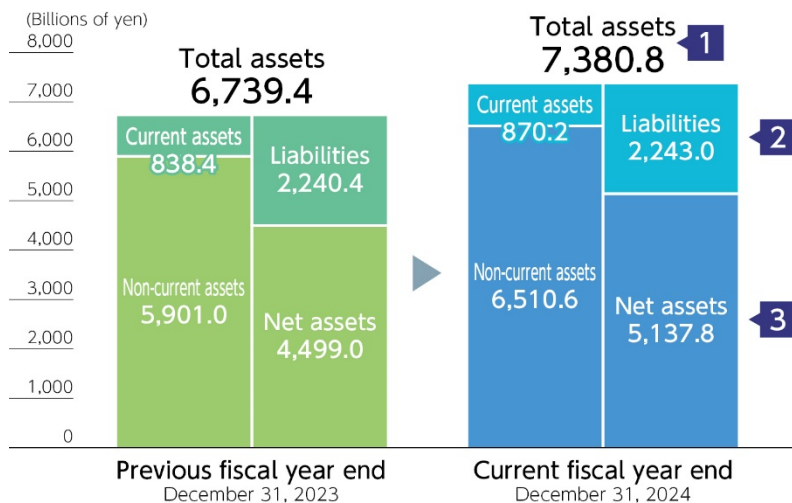 (Billions of yen)
8,000
7,000
6,000
5,000
4,000
3,000
2,000
1,000
0
Total assets
6,739.4
Current assets
838.4
Non-current assets
5,901.0
Liabilities
2,240.4
Net assets
4,499.0
Previous fiscal year end
December 31, 2023
Total assets
7,380.8
1
Current assets
870.2
Non-current assets
6,510.6
Liabilities
2,243.0
2
Net assets
5,137.8
3
Current fiscal year end
December 31, 2024